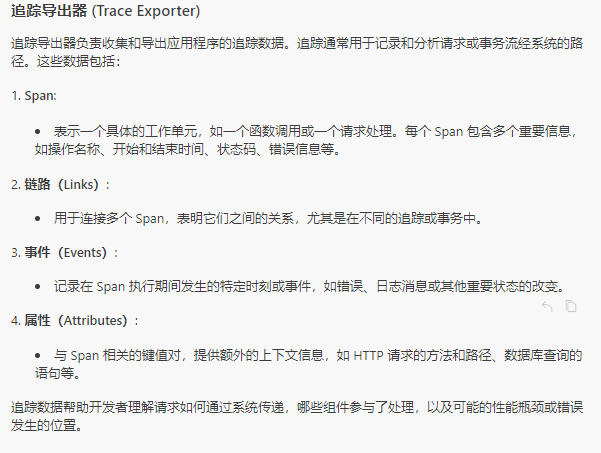 追踪导出器 (Trace Exporter)
追踪导出器负责收集和导出应用程序的追踪数据。追踪通常用于记录和分析请求或事务流经系统的路
径。这些数据包括：
1. Span:
• 表示一个具体的工作单元，如一个函数调用或一个请求处理。每个 Span 包含多个重要信息，
如操作名称、开始和结束时间、状态码、错误信息等。
2. 链路（Links）:
• 用于连接多个 Span，表明它们之间的关系，尤其是在不同的追踪或事务中。
3. 事件（Events）:
• 记录在 Span 执行期间发生的特定时刻或事件，如错误、日志消息或其他重要状态的改变。
4. 属性（Attributes）:
• 与 Span 相关的键值对，提供额外的上下文信息，如 HTTP 请求的方法和路径、数据库查询的
语句等。
追踪数据帮助开发者理解请求如何通过系统传递，哪些组件参与了处理，以及可能的性能瓶颈或错误
发生的位置。